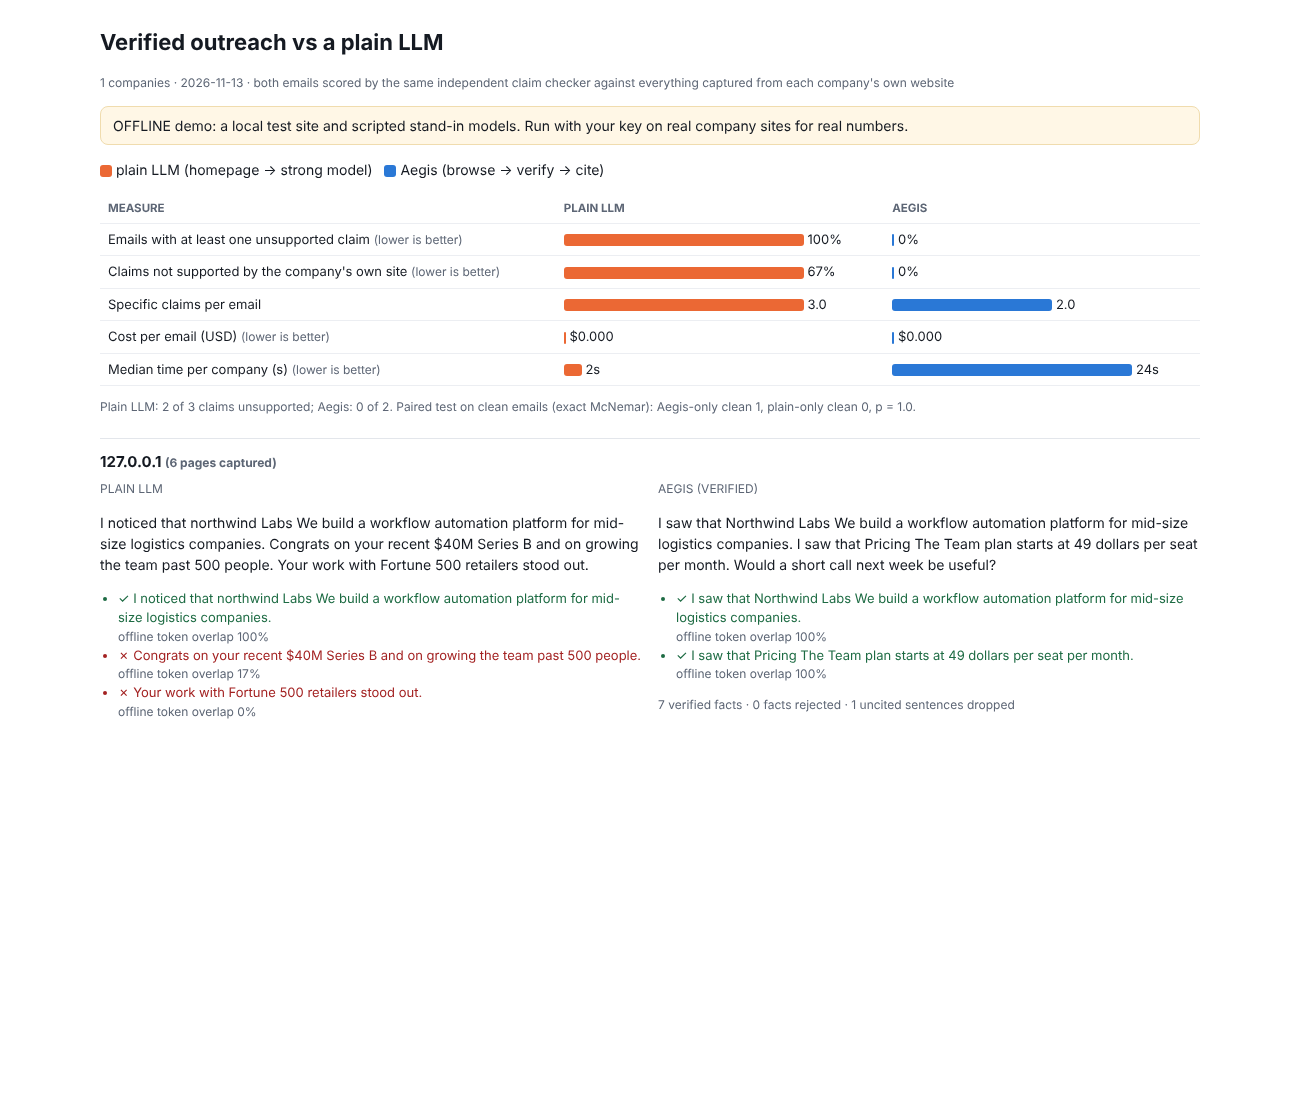 Verified outreach vs a plain LLM
1 companies · 2026-11-13 · both emails scored by the same independent claim checker against everything captured from each company's own website
OFFLINE demo: a local test site and scripted stand-in models. Run with your key on real company sites for real numbers.
plain LLM (homepage → strong model) Aegis (browse → verify → cite)
MEASURE PLAIN LLM AEGIS
Emails with at least one unsupported claim (lower is better) 100% 0%
Claims not supported by the company's own site (lower is better) 67% 0%
Specific claims per email 3.0 2.0
Cost per email (USD) (lower is better) $0.000 $0.000
Median time per company (s) (lower is better) 2s 24s
Plain LLM: 2 of 3 claims unsupported; Aegis: 0 of 2. Paired test on clean emails (exact McNemar): Aegis-only clean 1, plain-only clean 0, p = 1.0.
127.0.0.1 (6 pages captured)
PLAIN LLM
I noticed that northwind Labs We build a workflow automation platform for mid-
size logistics companies. Congrats on your recent $40M Series B and on growing
the team past 500 people. Your work with Fortune 500 retailers stood out.
• ✓ I noticed that northwind Labs We build a workflow automation platform for mid-
size logistics companies.
offline token overlap 100%
• ✗ Congrats on your recent $40M Series B and on growing the team past 500 people.
offline token overlap 17%
• ✗ Your work with Fortune 500 retailers stood out.
offline token overlap 0%
AEGIS (VERIFIED)
I saw that Northwind Labs We build a workflow automation platform for mid-size
logistics companies. I saw that Pricing The Team plan starts at 49 dollars per seat
per month. Would a short call next week be useful?
• ✓ I saw that Northwind Labs We build a workflow automation platform for mid-size
logistics companies.
offline token overlap 100%
• ✓ I saw that Pricing The Team plan starts at 49 dollars per seat per month.
offline token overlap 100%
7 verified facts · 0 facts rejected · 1 uncited sentences dropped